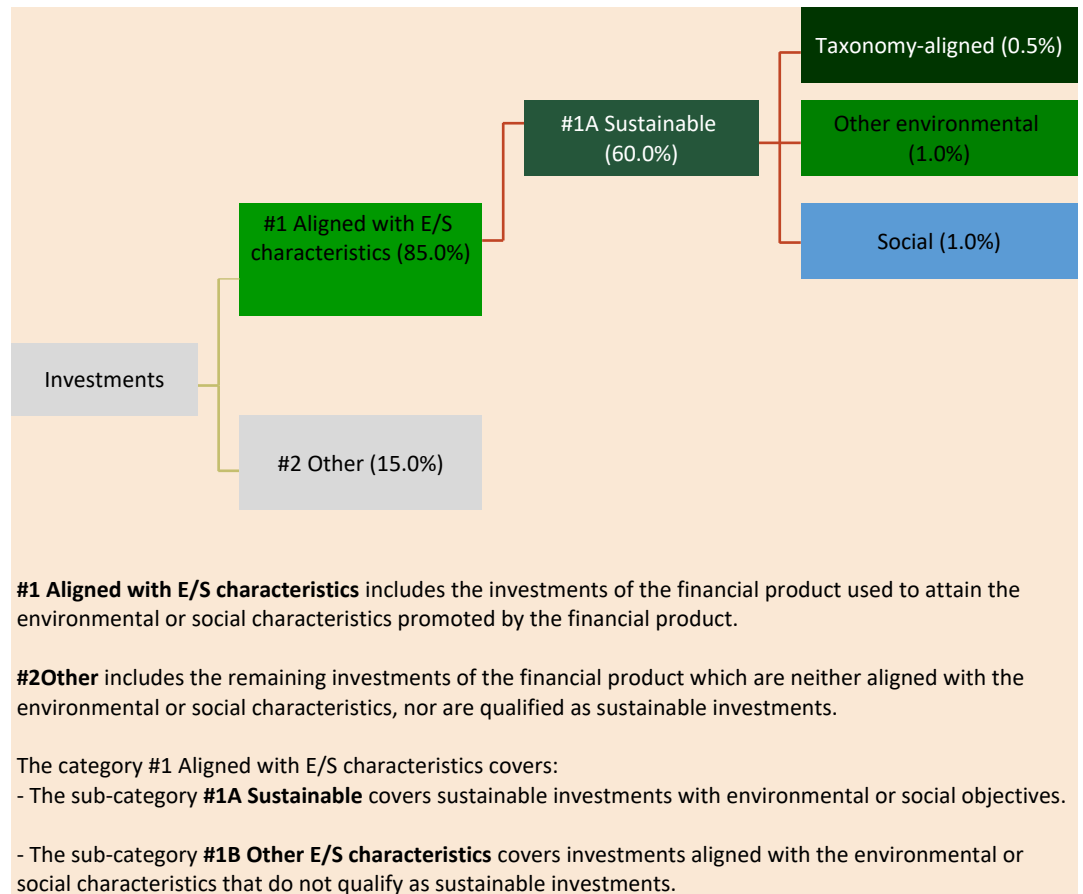 Taxonomy-aligned (0.5%)
#1A Sustainable
(60.0%)
Other environmental
(1.0%)
#1 Aligned with E/S
characteristics (85.0%)
Social (1.0%)
Investments
#2 Other (15.0%)
#1 Aligned with E/S characteristics includes the investments of the financial product used to attain the
environmental or social characteristics promoted by the financial product.
#2Other includes the remaining investments of the financial product which are neither aligned with the
environmental or social characteristics, nor are qualified as sustainable investments.
The category #1 Aligned with E/S characteristics covers:
- The sub-category #1A Sustainable covers sustainable investments with environmental or social objectives.
- The sub-category #1B Other E/S characteristics covers investments aligned with the environmental or
social characteristics that do not qualify as sustainable investments.